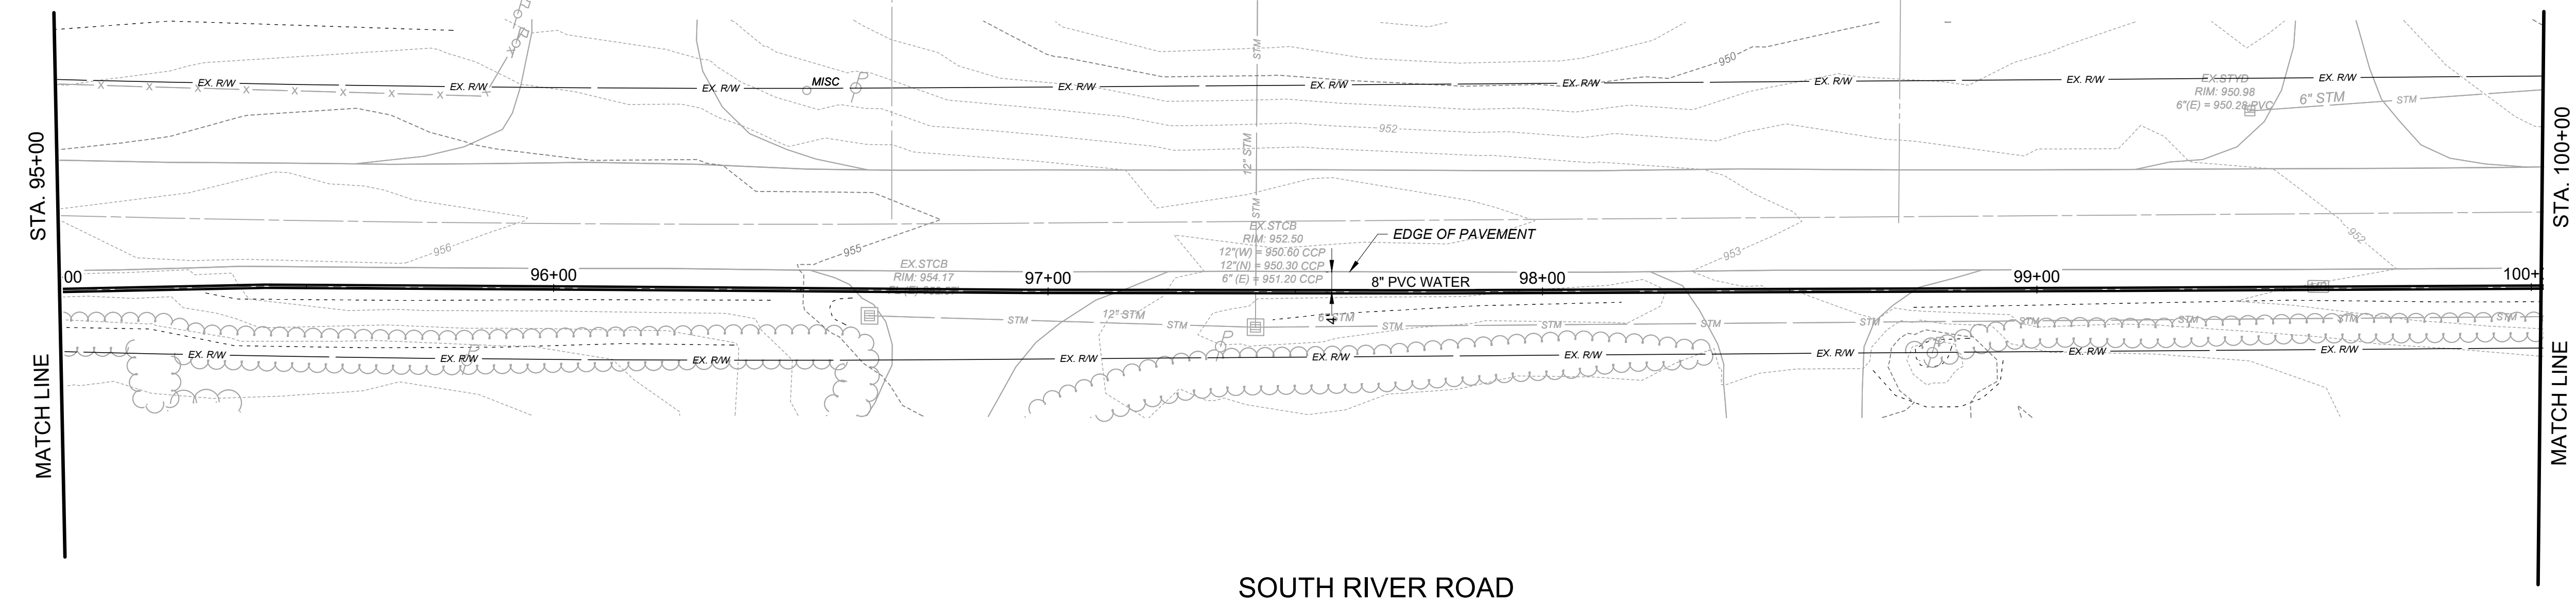 STA. 95+00
MATCH LINE
STM
950
EX. R/W
EX. R/W
EX. R/W
MISC
EX. R/W
EX. R/W
EX. R/W
EX. R/W
EX. R/W
EX. R/W
X X X X X X X X X
EX.STYD
RIM: 950.98
6"(E) = 950.28 PVC
6" STM
STM
952
12" STM
STM
956
955
EX.STCB
RIM: 952.50
12"(W) = 950.60 CCP
12"(N) = 950.30 CCP
6" (E) = 951.20 CCP
EDGE OF PAVEMENT
953
952
EX.STCB
RIM: 954.17
00
96+00
97+00
8" PVC WATER
98+00
99+00
100+
4'
STM
12" STM
STM
6" STM
STM
STM
STM
STM
STM
STM
STM
STM
EX. R/W
EX. R/W
EX. R/W
EX. R/W
EX. R/W
EX. R/W
EX. R/W
EX. R/W
EX. R/W
STA. 100+00
MATCH LINE
SOUTH RIVER ROAD